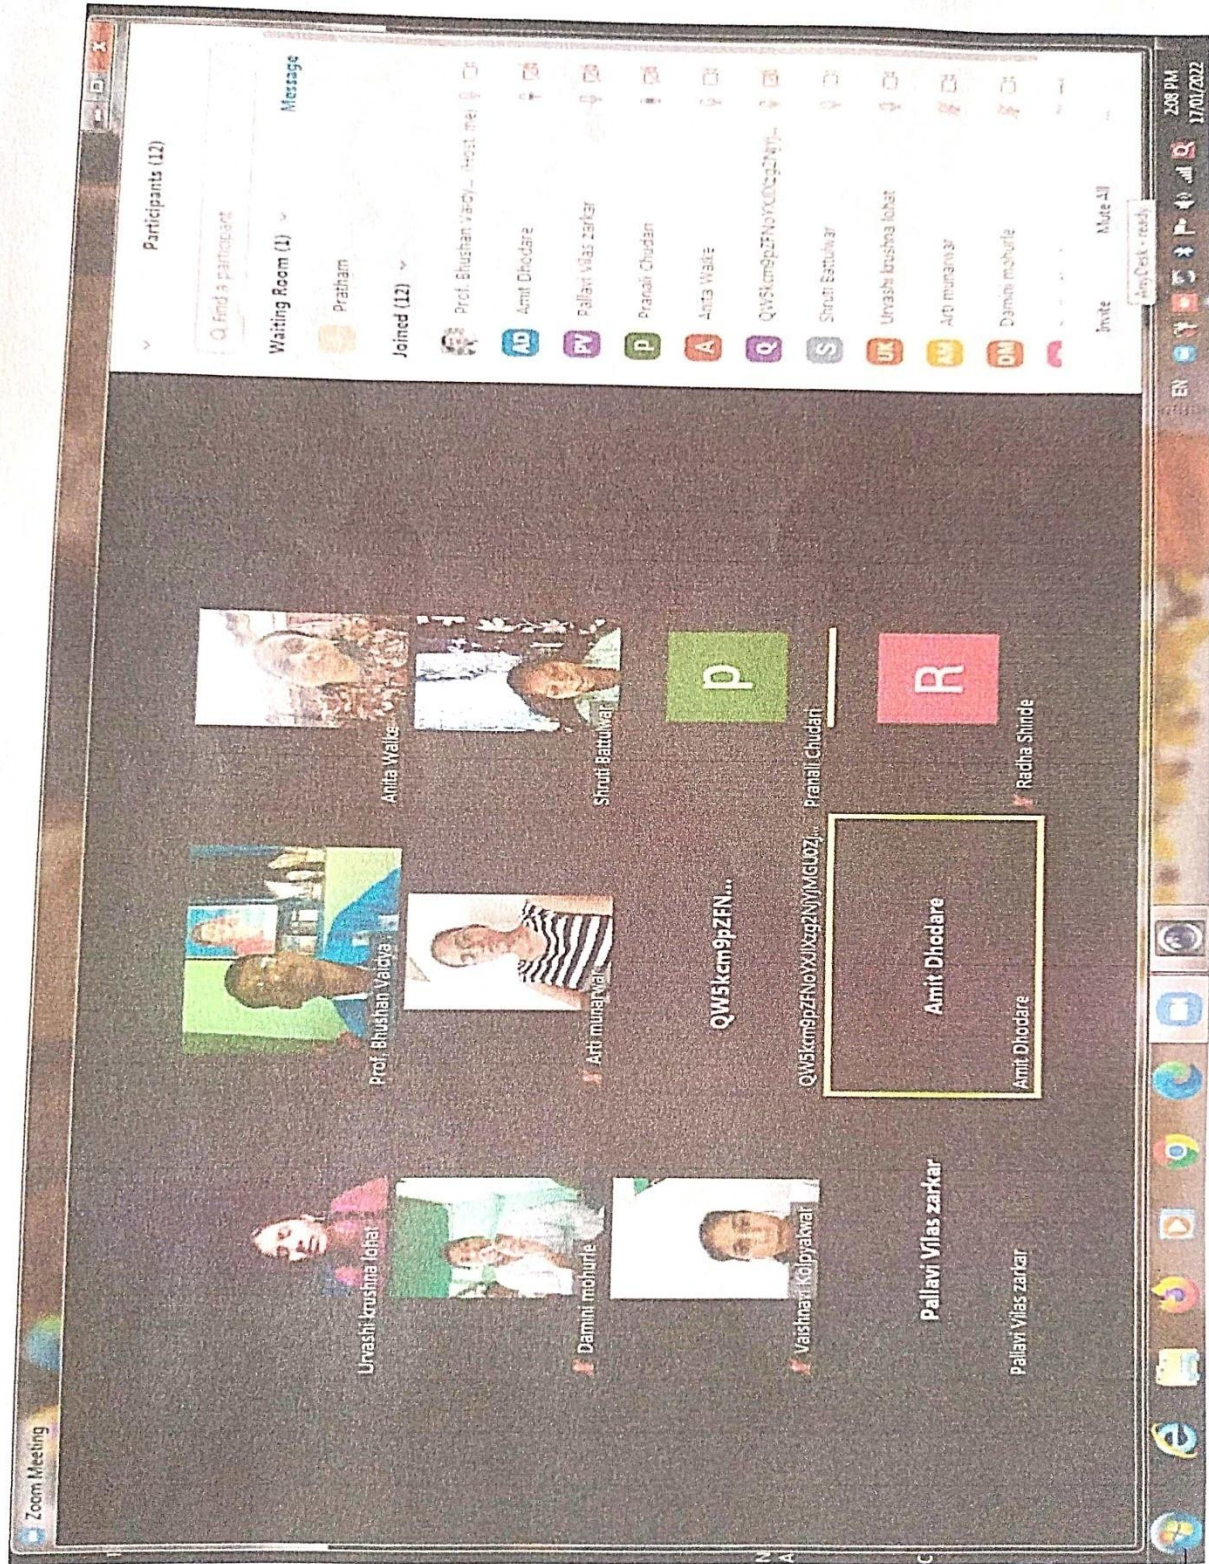 Zoom Meeting
Urvashi krushna lohat
Prof. Bhushan Vaidya
Anita Walke
Damini mohurle
Arti munarwar
Shruti Battulwar
Vaishnavi Kalpyakwar
QW5kcm9pZFN...
Pranali Chudari
P
Pallavi Vilas zarkar
Pallavi Vilas zarkar
Amit Dhodare
Amit Dhodare
R
Radha Shinde
Participants (12)
Find a participant
Waiting Room (1)
Message
Pratham
Joined (12)
Prof. Bhushan Vaidy... (Host, me)
AD Amit Dhodare
PV Pallavi Vilas zarkar
P Pranali Chudari
A Anita Walke
Q
S Shruti Battulwar
UK Urvashi krushna lohat
AM Arti munarwar
DM Damini mohurle
Invite
Mute All
...
AnyDesk - ready
EN
2:08 PM
17/01/2022